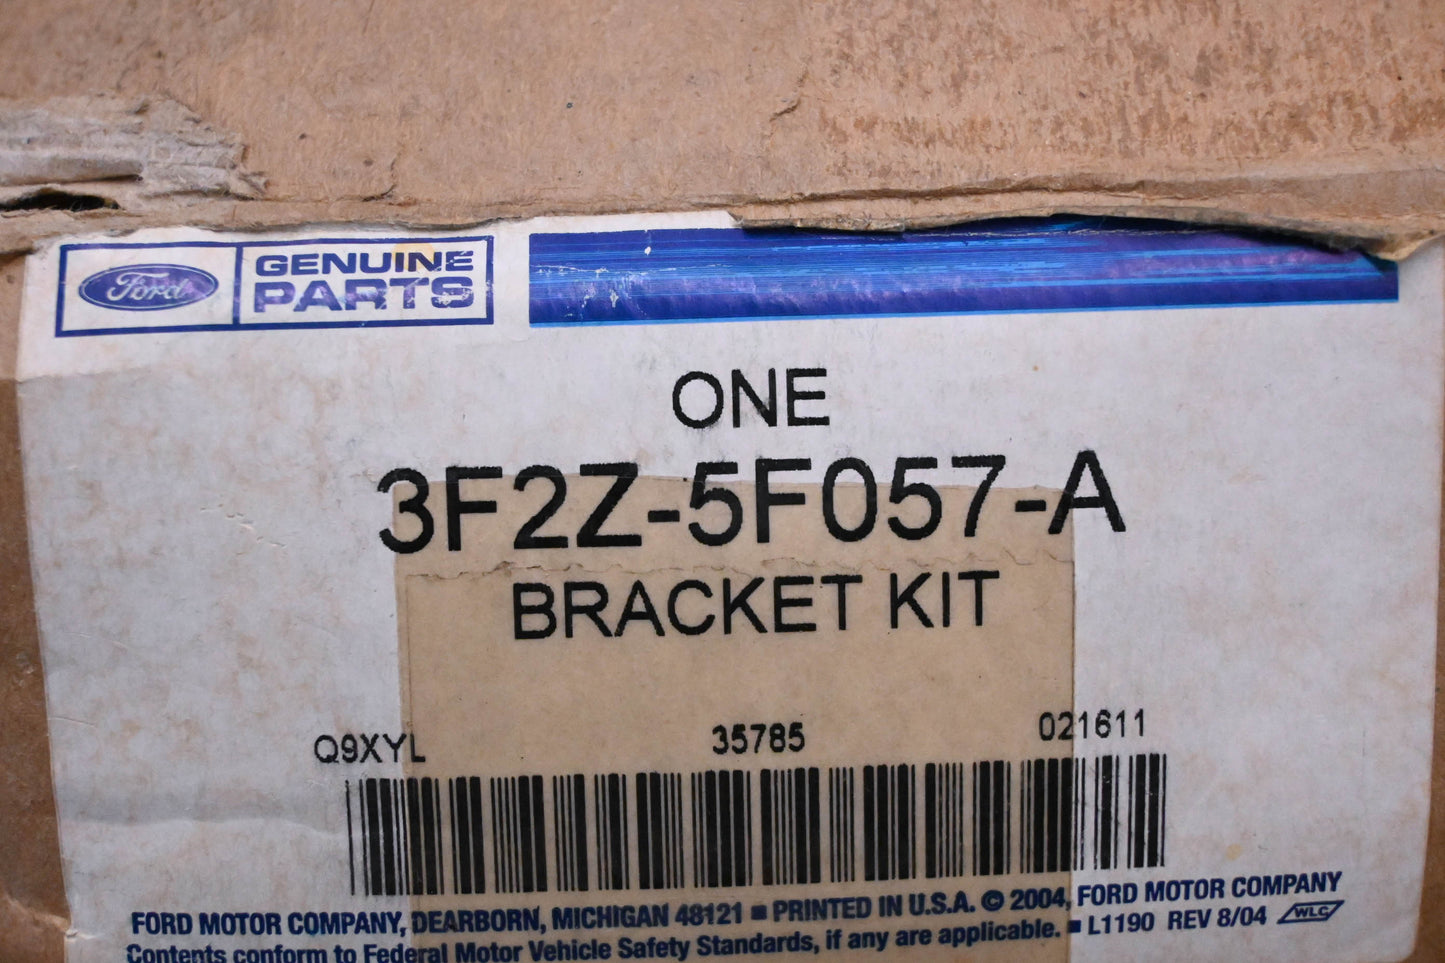 Ford
GENUINE
PARTS
ONE
3F2Z-5F057-A
BRACKET KIT
Q9XYL 35785 021611
FORD MOTOR COMPANY, DEARBORN, MICHIGAN 48121 ■ PRINTED IN U.S.A. © 2004, FORD MOTOR COMPANY
Contents conform to Federal Motor Vehicle Safety Standards, if any are applicable. ■ L1190 REV 8/04 WLC